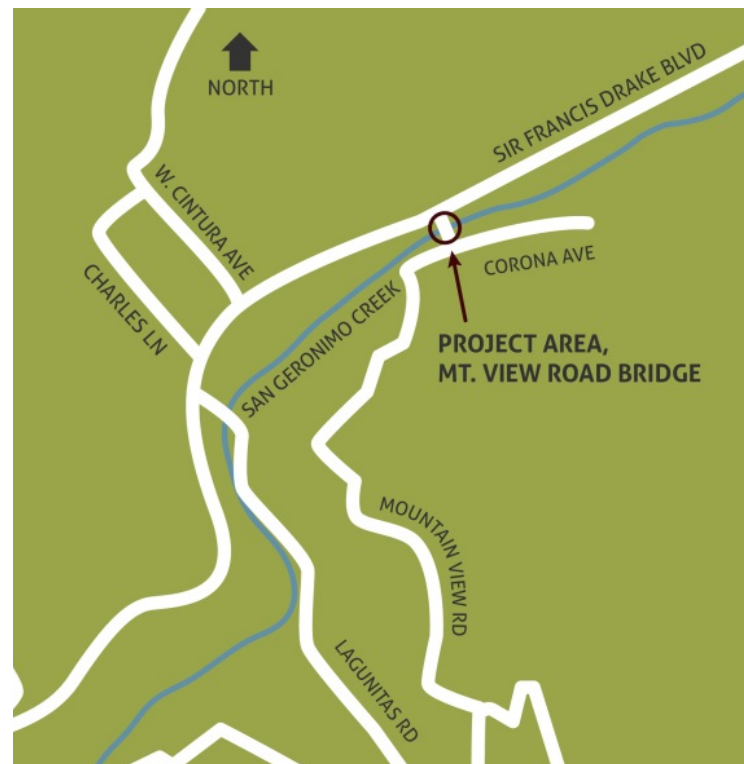 NORTH
SIR FRANCIS DRAKE BLVD
W. CINTURA AVE
CHARLES LN
CORONA AVE
SAN GERONIMO CREEK
PROJECT AREA,
MT. VIEW ROAD BRIDGE
MOUNTAIN VIEW RD
LAGUNITAS RD